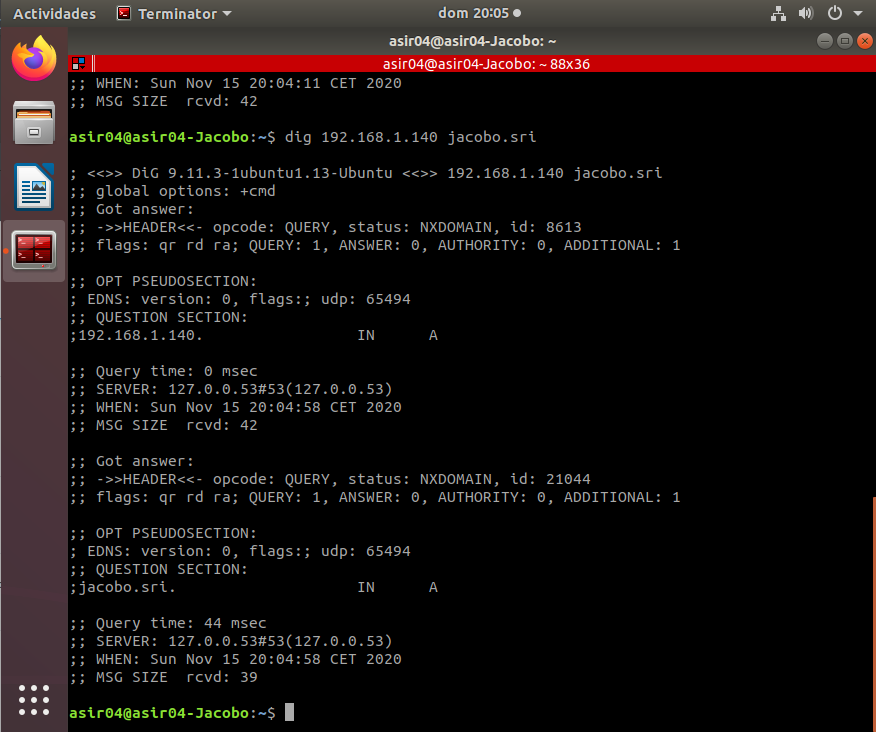 Actividades Terminator dom 20:05
asir04@asir04-Jacobo: ~
asir04@asir04-Jacobo: ~ 88x36
;; WHEN: Sun Nov 15 20:04:11 CET 2020
;; MSG SIZE  rcvd: 42
asir04@asir04-Jacobo:~$ dig 192.168.1.140 jacobo.sri
; <<>> DiG 9.11.3-1ubuntu1.13-Ubuntu <<>> 192.168.1.140 jacobo.sri
;; global options: +cmd
;; Got answer:
;; ->>HEADER<<- opcode: QUERY, status: NXDOMAIN, id: 8613
;; flags: qr rd ra; QUERY: 1, ANSWER: 0, AUTHORITY: 0, ADDITIONAL: 1
;; OPT PSEUDOSECTION:
; EDNS: version: 0, flags:; udp: 65494
;; QUESTION SECTION:
;192.168.1.140.                 IN      A
;; Query time: 0 msec
;; SERVER: 127.0.0.53#53(127.0.0.53)
;; WHEN: Sun Nov 15 20:04:58 CET 2020
;; MSG SIZE  rcvd: 42
;; Got answer:
;; ->>HEADER<<- opcode: QUERY, status: NXDOMAIN, id: 21044
;; flags: qr rd ra; QUERY: 1, ANSWER: 0, AUTHORITY: 0, ADDITIONAL: 1
;; OPT PSEUDOSECTION:
; EDNS: version: 0, flags:; udp: 65494
;; QUESTION SECTION:
;jacobo.sri.                    IN      A
;; Query time: 44 msec
;; SERVER: 127.0.0.53#53(127.0.0.53)
;; WHEN: Sun Nov 15 20:04:58 CET 2020
;; MSG SIZE  rcvd: 39
asir04@asir04-Jacobo:~$